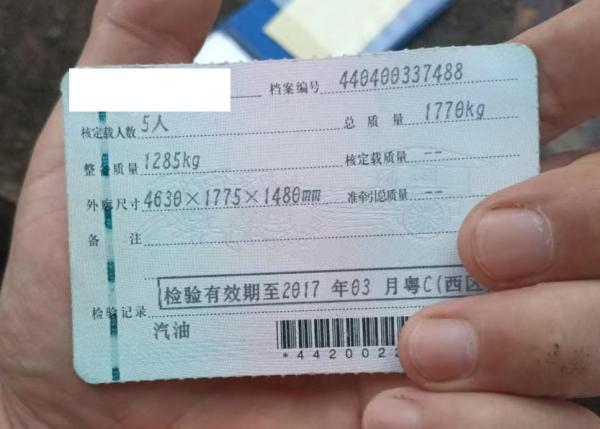 档案编号 440400337488
核定载人数 5人 总质量 1770kg
整备质量 1285kg 核定载质量 --
外廓尺寸 4630×1775×1480mm 准牵引总质量 --
备注
检验有效期至2017年03月粤C(西区
检验记录
汽油
*4420022